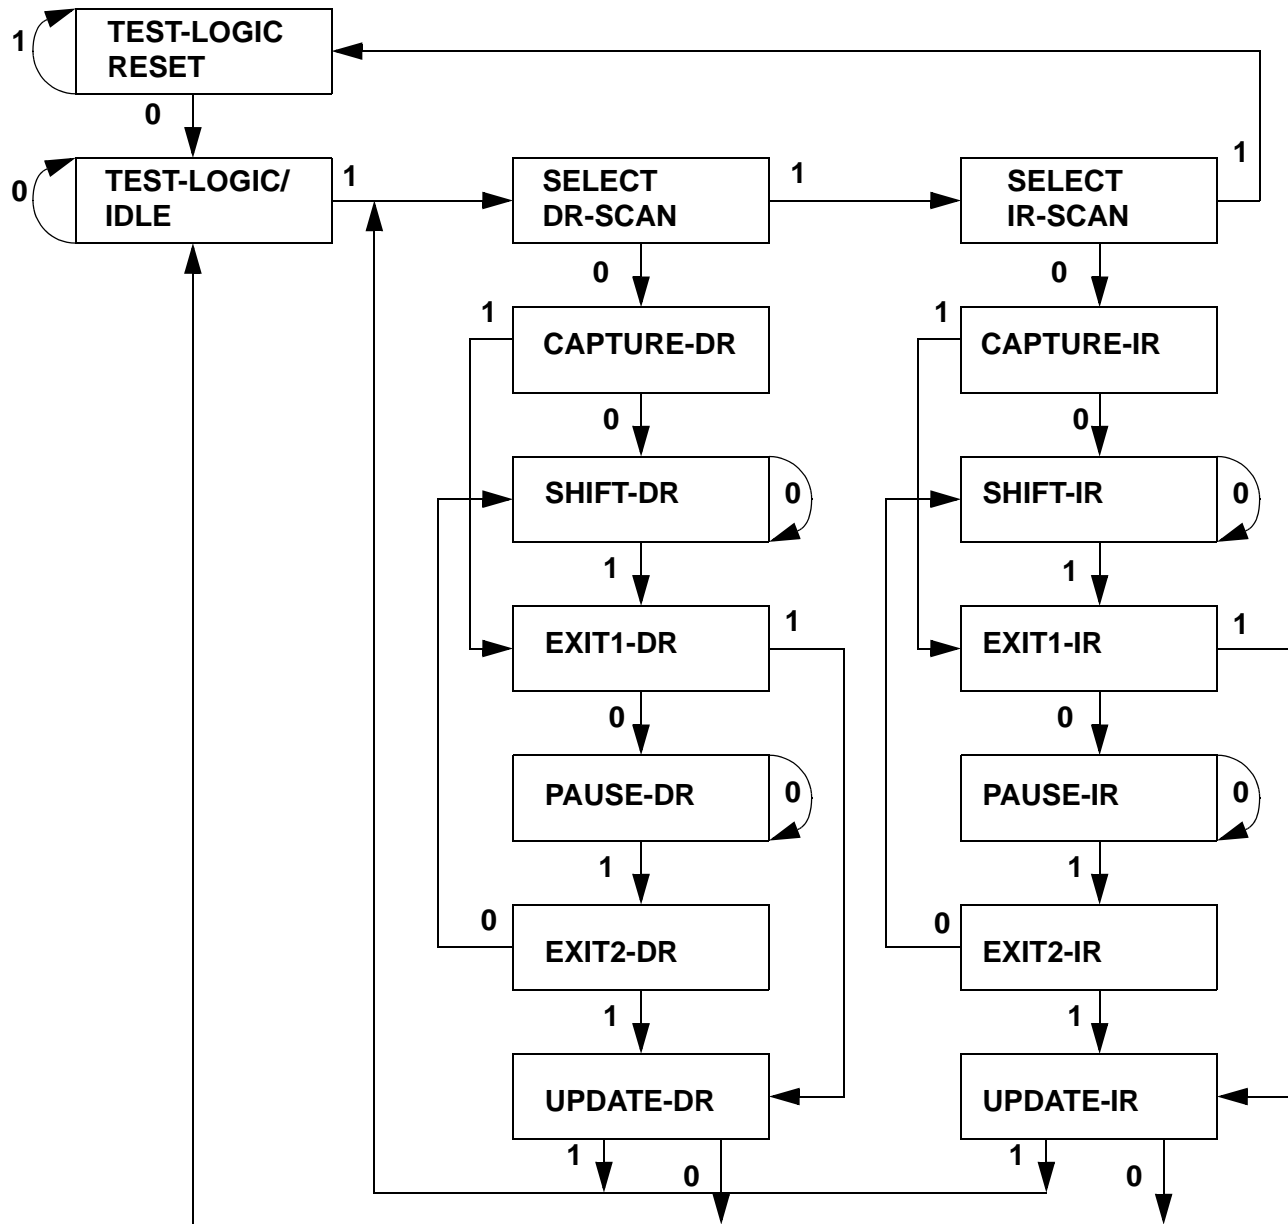 1
TEST-LOGIC
RESET
0
0
TEST-LOGIC/
IDLE
1
SELECT
DR-SCAN
1
SELECT
IR-SCAN
1
0
0
1
CAPTURE-DR
1
CAPTURE-IR
0
0
SHIFT-DR
0
SHIFT-IR
0
1
1
EXIT1-DR
1
EXIT1-IR
1
0
0
PAUSE-DR
0
PAUSE-IR
0
1
1
0
EXIT2-DR
0
EXIT2-IR
1
1
UPDATE-DR
UPDATE-IR
1
0
1
0